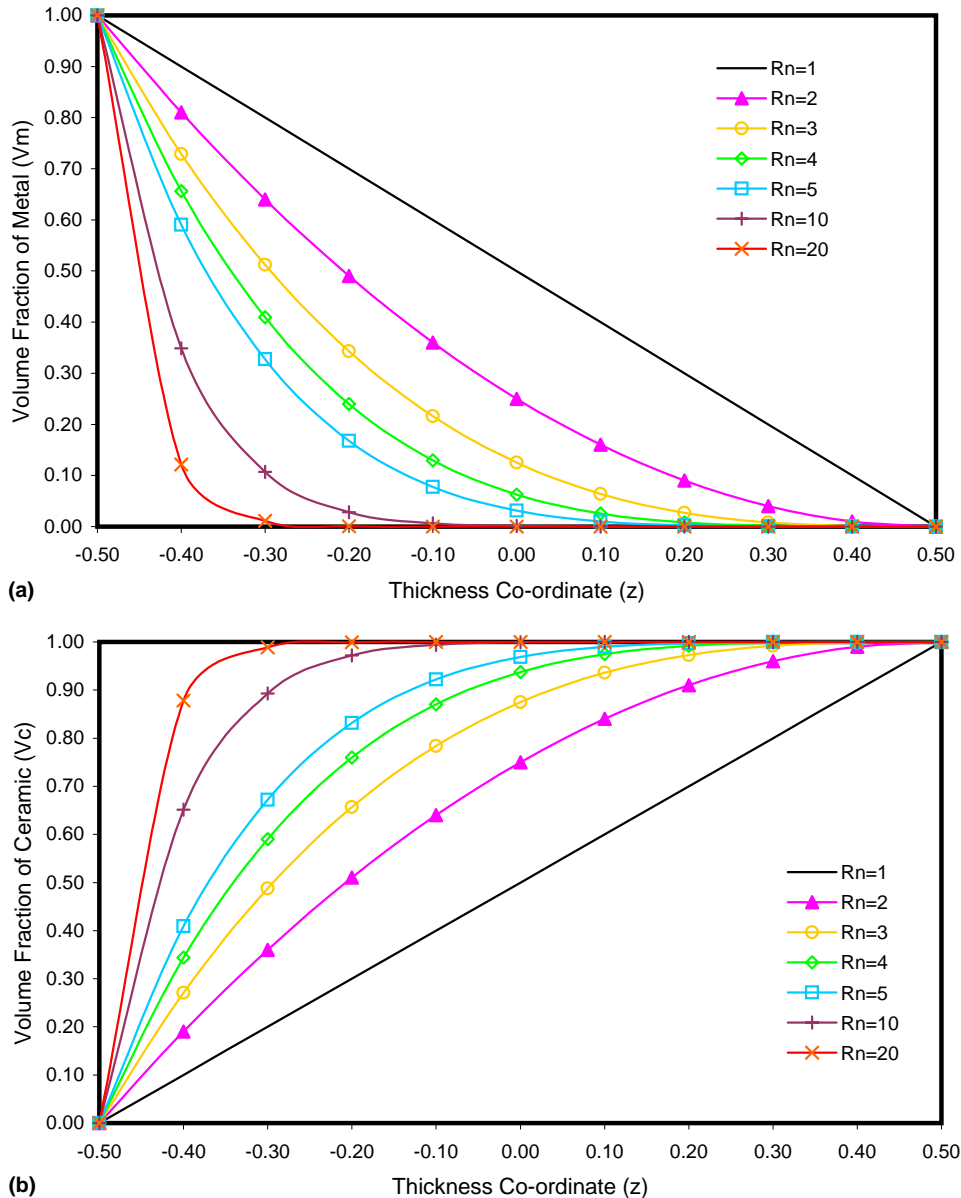 1.00
0.90
0.80
0.70
0.60
0.50
0.40
0.30
0.20
0.10
0.00
Volume Fraction of Metal (Vm)
Rn=1
Rn=2
Rn=3
Rn=4
Rn=5
Rn=10
Rn=20
-0.50 -0.40 -0.30 -0.20 -0.10 0.00 0.10 0.20 0.30 0.40 0.50
(a)
Thickness Co-ordinate (z)
1.00
0.90
0.80
0.70
0.60
0.50
0.40
0.30
0.20
0.10
0.00
Volume Fraction of Ceramic (Vc)
Rn=1
Rn=2
Rn=3
Rn=4
Rn=5
Rn=10
Rn=20
-0.50 -0.40 -0.30 -0.20 -0.10 0.00 0.10 0.20 0.30 0.40 0.50
(b)
Thickness Co-ordinate (z)